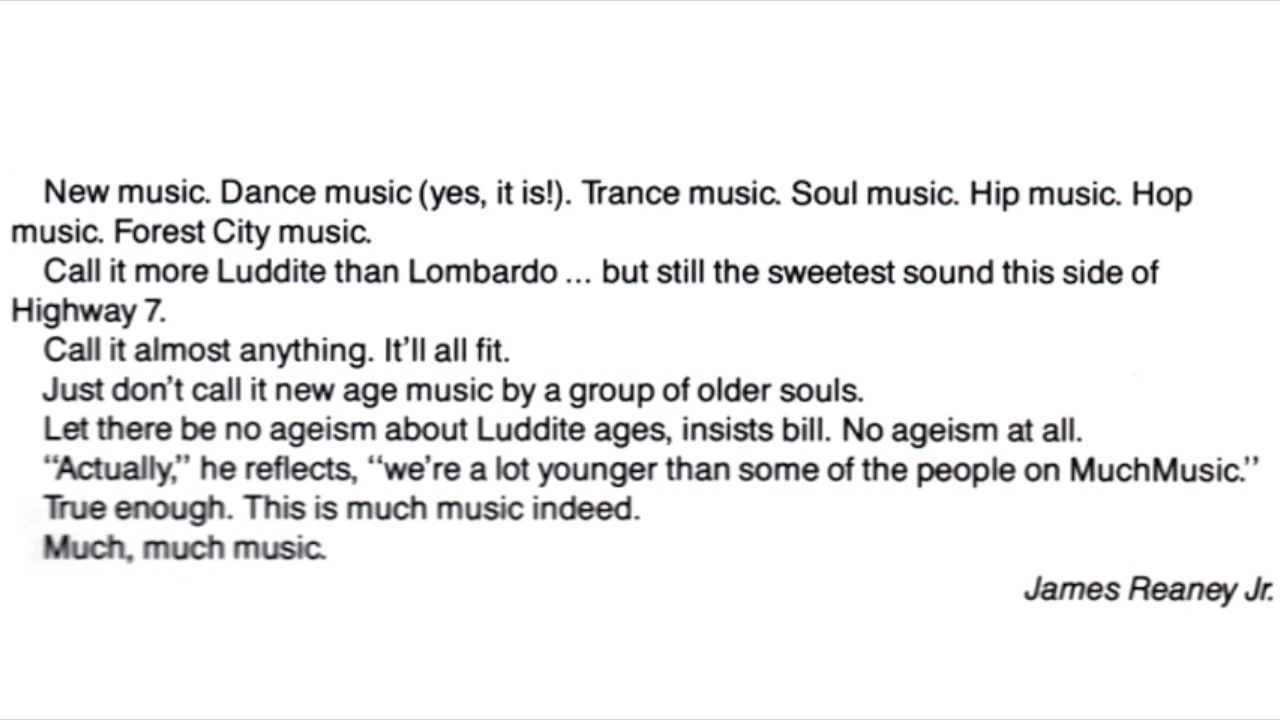 New music. Dance music (yes, it is!). Trance music. Soul music. Hip music. Hop
music. Forest City music.
Call it more Luddite than Lombardo ... but still the sweetest sound this side of
Highway 7.
Call it almost anything. It’ll all fit.
Just don’t call it new age music by a group of older souls.
Let there be no ageism about Luddite ages, insists bill. No ageism at all.
“Actually,” he reflects, “we’re a lot younger than some of the people on MuchMusic.”
True enough. This is much music indeed.
Much, much music.
James Reaney Jr.